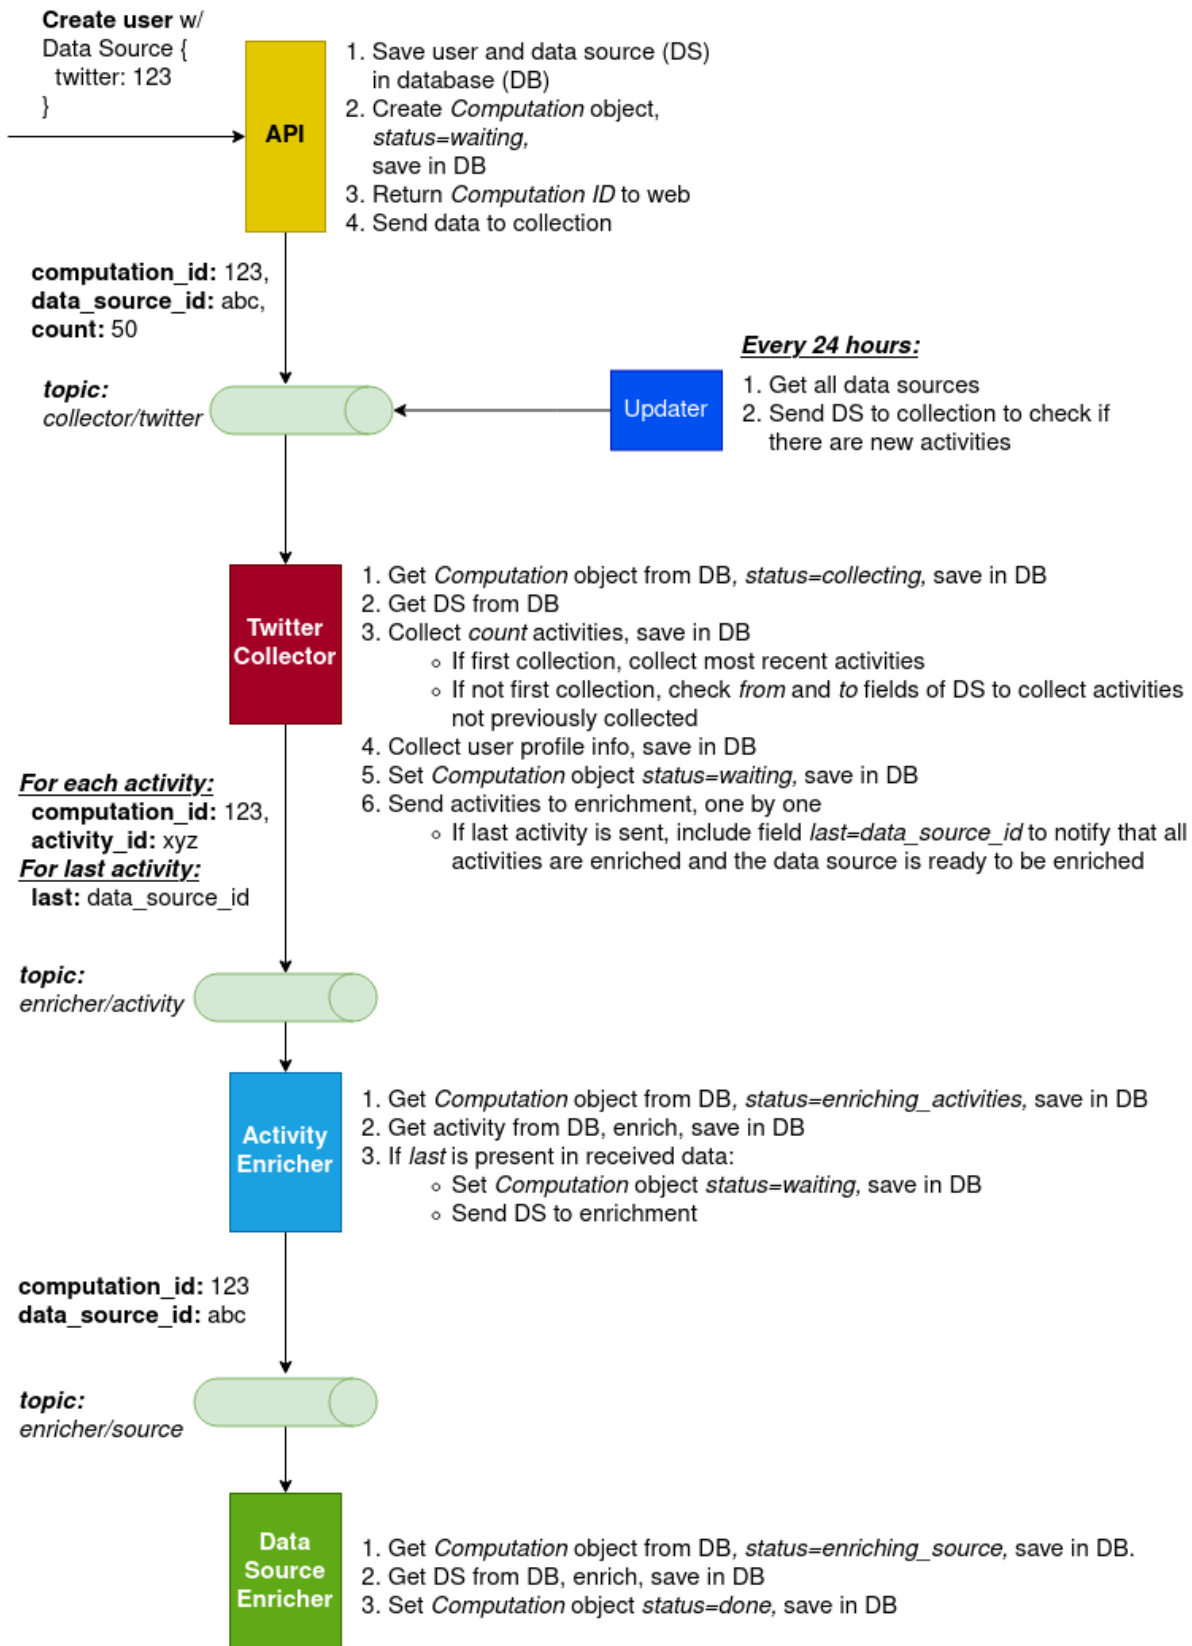 Create user w/
Data Source {
twitter: 123
}
API
1. Save user and data source (DS)
in database (DB)
2. Create Computation object,
status=waiting,
save in DB
3. Return Computation ID to web
4. Send data to collection
computation_id: 123,
data_source_id: abc,
count: 50
topic:
collector/twitter
Updater
Every 24 hours:
1. Get all data sources
2. Send DS to collection to check if
there are new activities
Twitter
Collector
1. Get Computation object from DB, status=collecting, save in DB
2. Get DS from DB
3. Collect count activities, save in DB
◦ If first collection, collect most recent activities
◦ If not first collection, check from and to fields of DS to collect activities
not previously collected
4. Collect user profile info, save in DB
5. Set Computation object status=waiting, save in DB
6. Send activities to enrichment, one by one
◦ If last activity is sent, include field last=data_source_id to notify that all
activities are enriched and the data source is ready to be enriched
For each activity:
computation_id: 123,
activity_id: xyz
For last activity:
last: data_source_id
topic:
enricher/activity
Activity
Enricher
1. Get Computation object from DB, status=enriching_activities, save in DB
2. Get activity from DB, enrich, save in DB
3. If last is present in received data:
◦ Set Computation object status=waiting, save in DB
◦ Send DS to enrichment
computation_id: 123
data_source_id: abc
topic:
enricher/source
Data
Source
Enricher
1. Get Computation object from DB, status=enriching_source, save in DB.
2. Get DS from DB, enrich, save in DB
3. Set Computation object status=done, save in DB